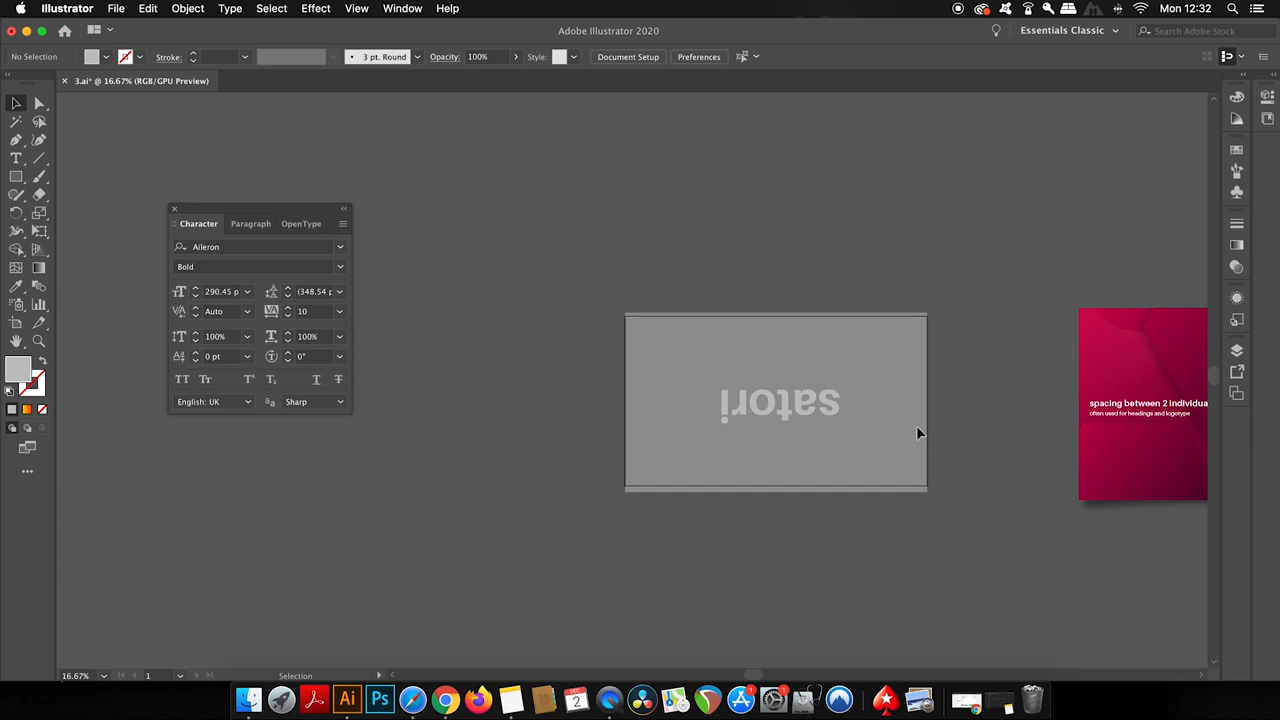 Illustrator File Edit Object Type Select Effect View Window Help
Mon 12:32
Adobe Illustrator 2020
Essentials Classic
Search Adobe Stock
No Selection
Stroke:
3 pt. Round
Opacity: 100%
Style:
Document Setup
Preferences
3.ai* @ 16.67% (RGB/GPU Preview)
Character Paragraph OpenType
Aileron
Bold
290.45 p
(348.54 p
Auto
10
100%
100%
0 pt
0°
English: UK
Sharp
satori
spacing between 2 individua
often used for headings and logotype
16.67%
1
Selection